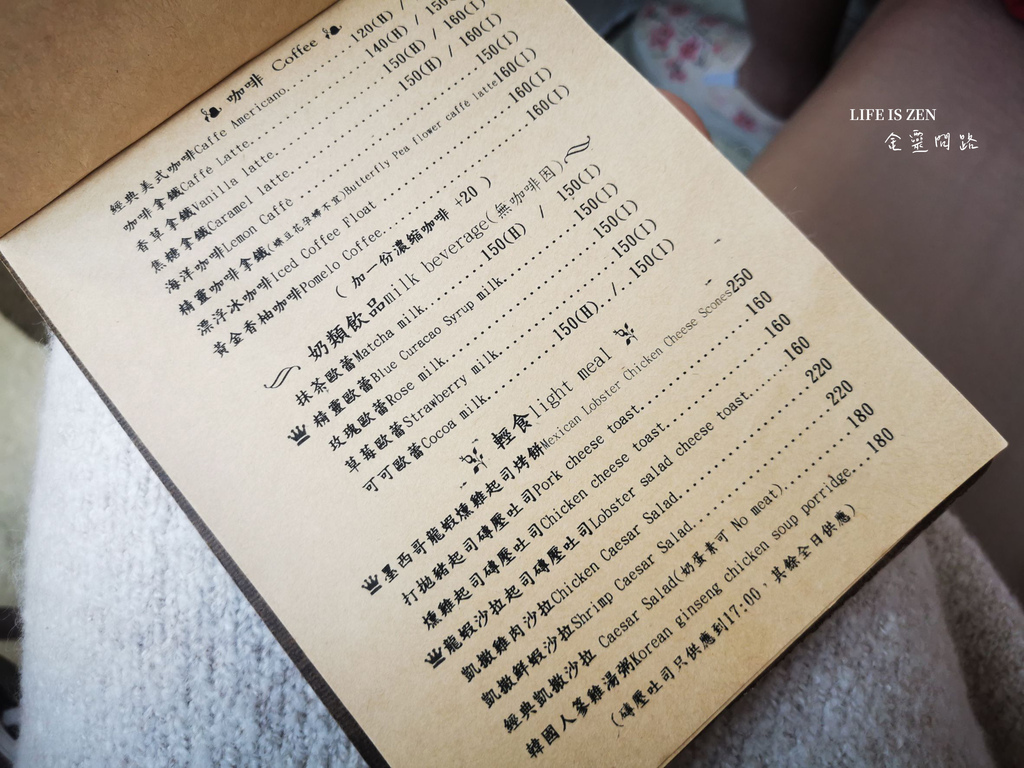 咖啡 Coffee
經典美式咖啡Caffe Americano......120(H) /
咖啡拿鐵Caffè latte......140(H) / 150(I)
香草拿鐵Vanilla latte......150(H) / 160(I)
焦糖拿鐵Caramel latte......150(H) / 160(I)
海洋咖啡Lemon Caffè......150(I)
精靈咖啡拿鐵(蝶豆花孕婦不宜)Butterfly Pea flower caffè latte160(I)
漂浮冰咖啡Iced Coffee Float......160(I)
黃金香柚咖啡Pomelo Coffee......160(I)
( 加一份濃縮咖啡 +20 )
奶類飲品milk beverage(無咖啡因)
抹茶歐蕾Matcha milk......150(H) / 150(I)
精靈歐蕾Blue Curacao Syrup milk......150(I)
玫瑰歐蕾Rose milk......150(I)
草莓歐蕾Strawberry milk......150(I)
可可歐蕾Cocoa milk......150(H)../ 150(I)
輕食light meal
墨西哥龍蝦燻雞起司烤餅Mexican Lobster Chicken Cheese Scones250
打拋豬起司磚壓吐司Pork cheese toast......160
燻雞起司磚壓吐司Chicken cheese toast......160
龍蝦沙拉起司磚壓吐司Lobster salad cheese toast......160
凱撒雞肉沙拉Chicken Caesar Salad......220
凱撒鮮蝦沙拉Shrimp Caesar Salad......220
經典凱撒沙拉 Caesar Salad(奶蛋素可 No meat)......180
韓國人蔘雞湯粥Korean ginseng chicken soup porridge...180
(磚壓吐司只供應到17:00，其餘全日供應)
LIFE IS ZEN
金靈問路